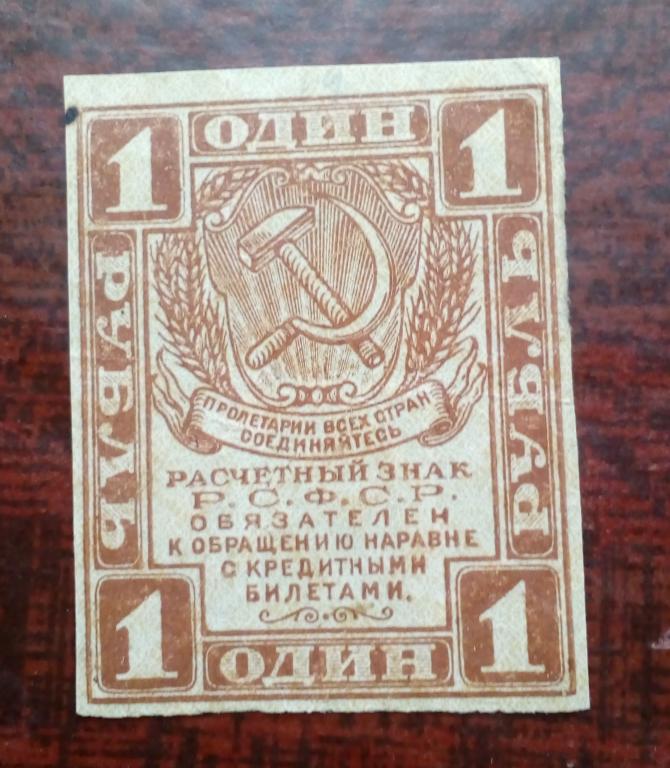 1 ОДИН 1
РУБЛЬ
РУБЛЬ
ПРОЛЕТАРИИ ВСЕХ СТРАН
СОЕДИНЯЙТЕСЬ
РАСЧЕТНЫЙ ЗНАК
Р.С.Ф.С.Р.
ОБЯЗАТЕЛЕН
К ОБРАЩЕНИЮ НАРАВНЕ
С КРЕДИТНЫМИ
БИЛЕТАМИ.
1 ОДИН 1